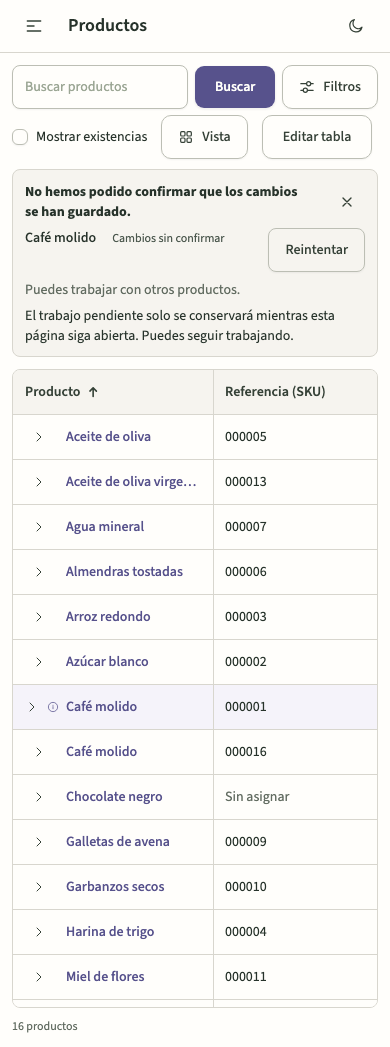 Productos
Buscar productos
Buscar
Filtros
Mostrar existencias
Vista
Editar tabla
No hemos podido confirmar que los cambios
se han guardado.
Café molido Cambios sin confirmar
Reintentar
Puedes trabajar con otros productos.
El trabajo pendiente solo se conservará mientras esta
página siga abierta. Puedes seguir trabajando.
Producto Referencia (SKU)
Aceite de oliva 000005
Aceite de oliva virge... 000013
Agua mineral 000007
Almendras tostadas 000006
Arroz redondo 000003
Azúcar blanco 000002
Café molido 000001
Café molido 000016
Chocolate negro Sin asignar
Galletas de avena 000009
Garbanzos secos 000010
Harina de trigo 000004
Miel de flores 000011
16 productos